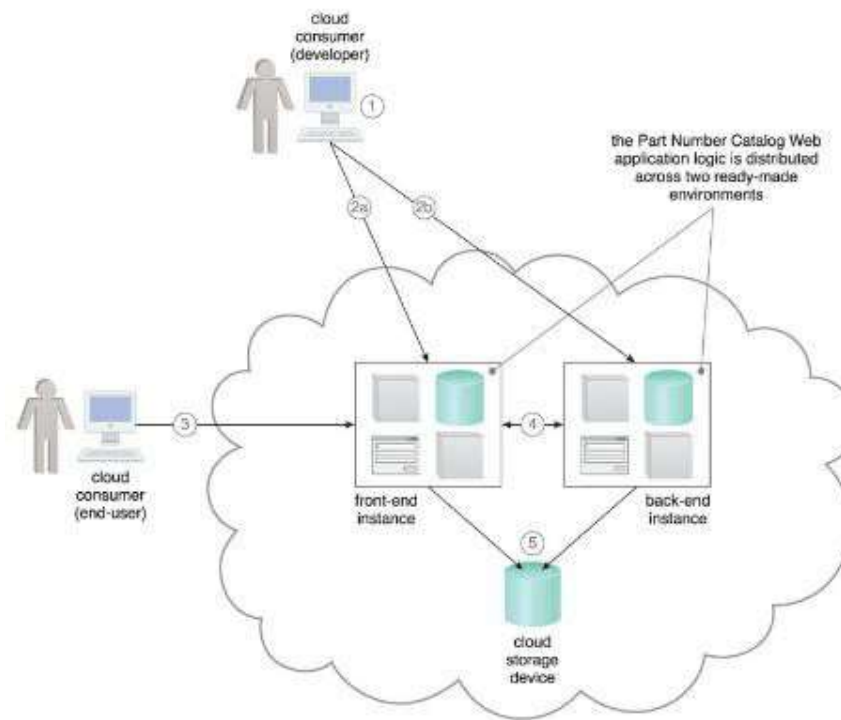 cloud
consumer
(developer)
1
the Part Number Catalog Web
application logic is distributed
across two ready-made
environments
2a
2b
3
4
cloud
consumer
(end-user)
front-end
instance
back-end
instance
5
cloud
storage
device